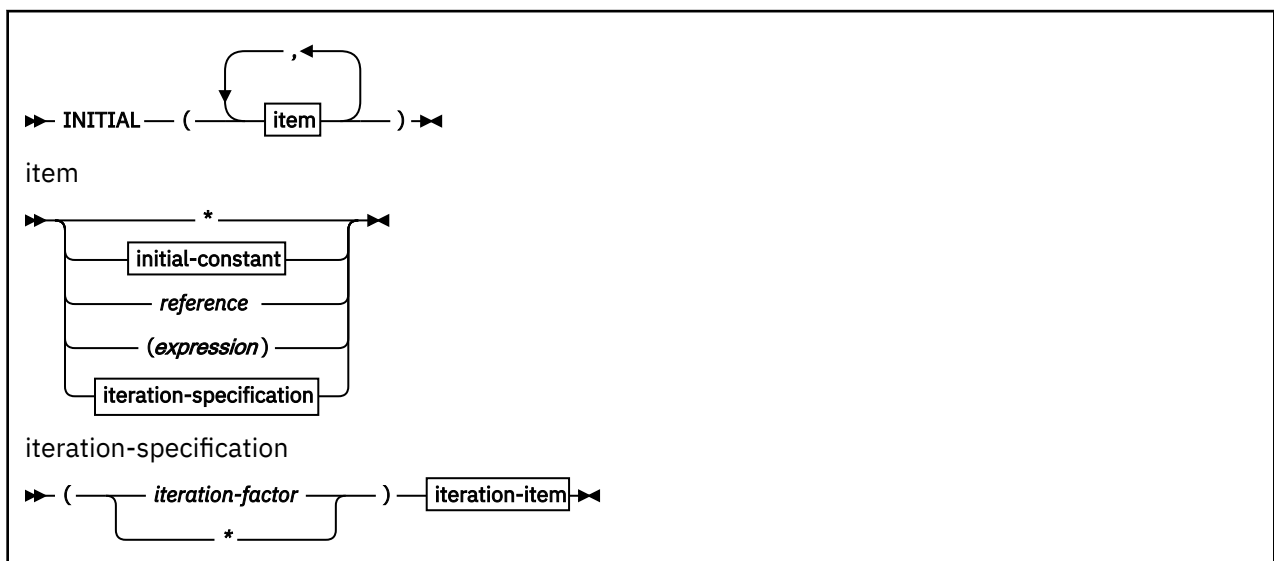 ,
INITIAL ( item )
item
*
initial-constant
reference
(expression)
iteration-specification
iteration-specification
( iteration-factor ) iteration-item
*